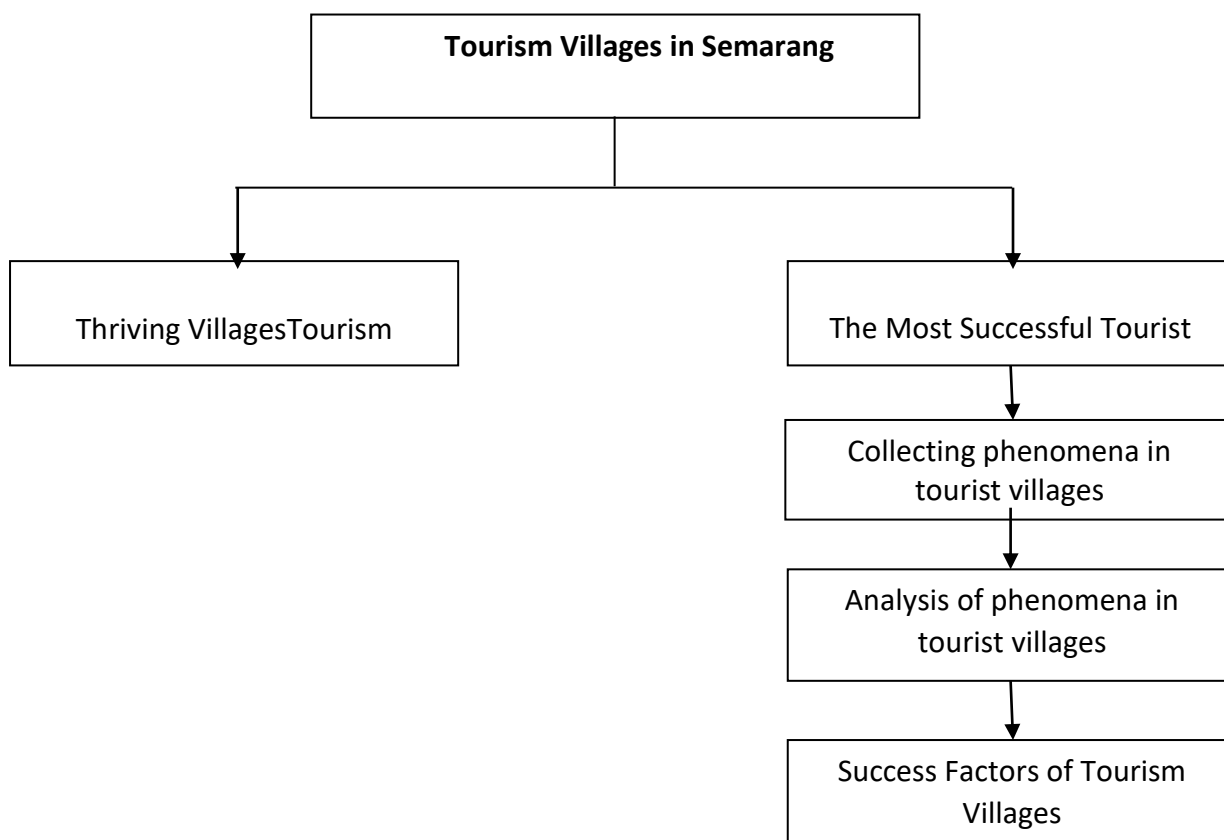 Tourism Villages in Semarang
Thriving VillagesTourism
The Most Successful Tourist
Collecting phenomena in
tourist villages
Analysis of phenomena in
tourist villages
Success Factors of Tourism
Villages